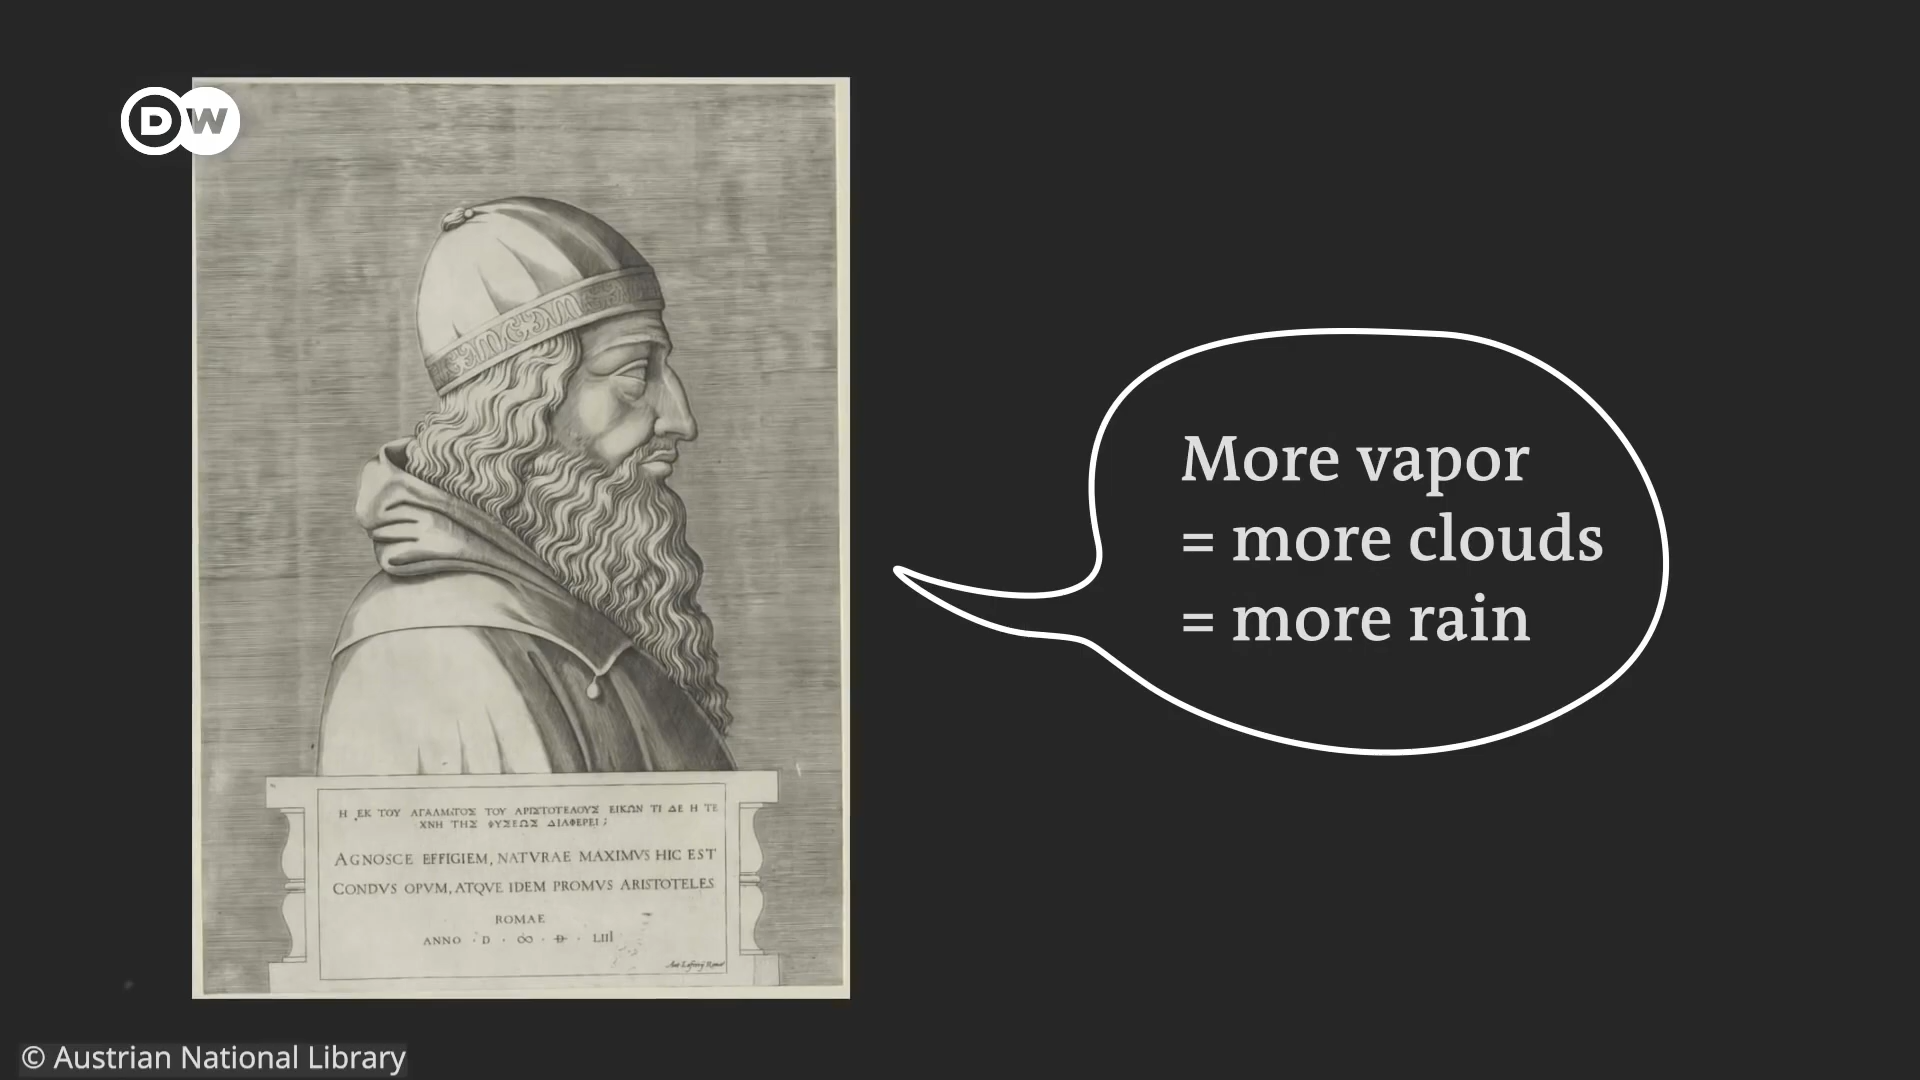 DW
Η ΕΚ ΤΟΥ ΑΓΑΛΜΑΤΟΣ ΤΟΥ ΑΡΙΣΤΟΤΕΛΟΥΣ ΕΙΚΩΝ ΤΙ ΔΕ Η ΤΕ
ΧΝΗ ΤΗΣ ΦΥΣΕΩΣ ΔΙΑΦΕΡΕΙ ;
AGNOSCE EFFIGIEM, NATVRAE MAXIMVS HIC EST
CONDVS OPVM, ATQVE IDEM PROMVS ARISTOTELES
ROMAE
ANNO · D · ꝏ · D · LIII
More vapor
= more clouds
= more rain
© Austrian National Library